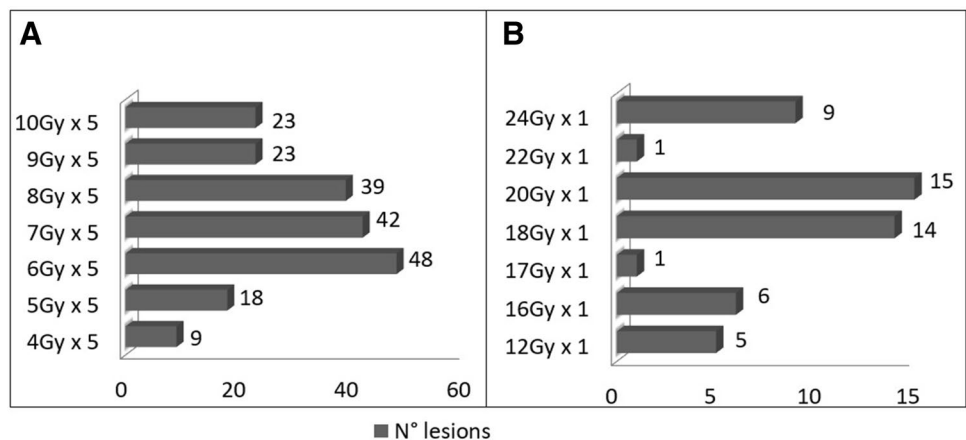 A
10Gy x 5 23
9Gy x 5 23
8Gy x 5 39
7Gy x 5 42
6Gy x 5 48
5Gy x 5 18
4Gy x 5 9
0 20 40 60
B
24Gy x 1 9
22Gy x 1 1
20Gy x 1 15
18Gy x 1 14
17Gy x 1 1
16Gy x 1 6
12Gy x 1 5
0 5 10 15
N° lesions